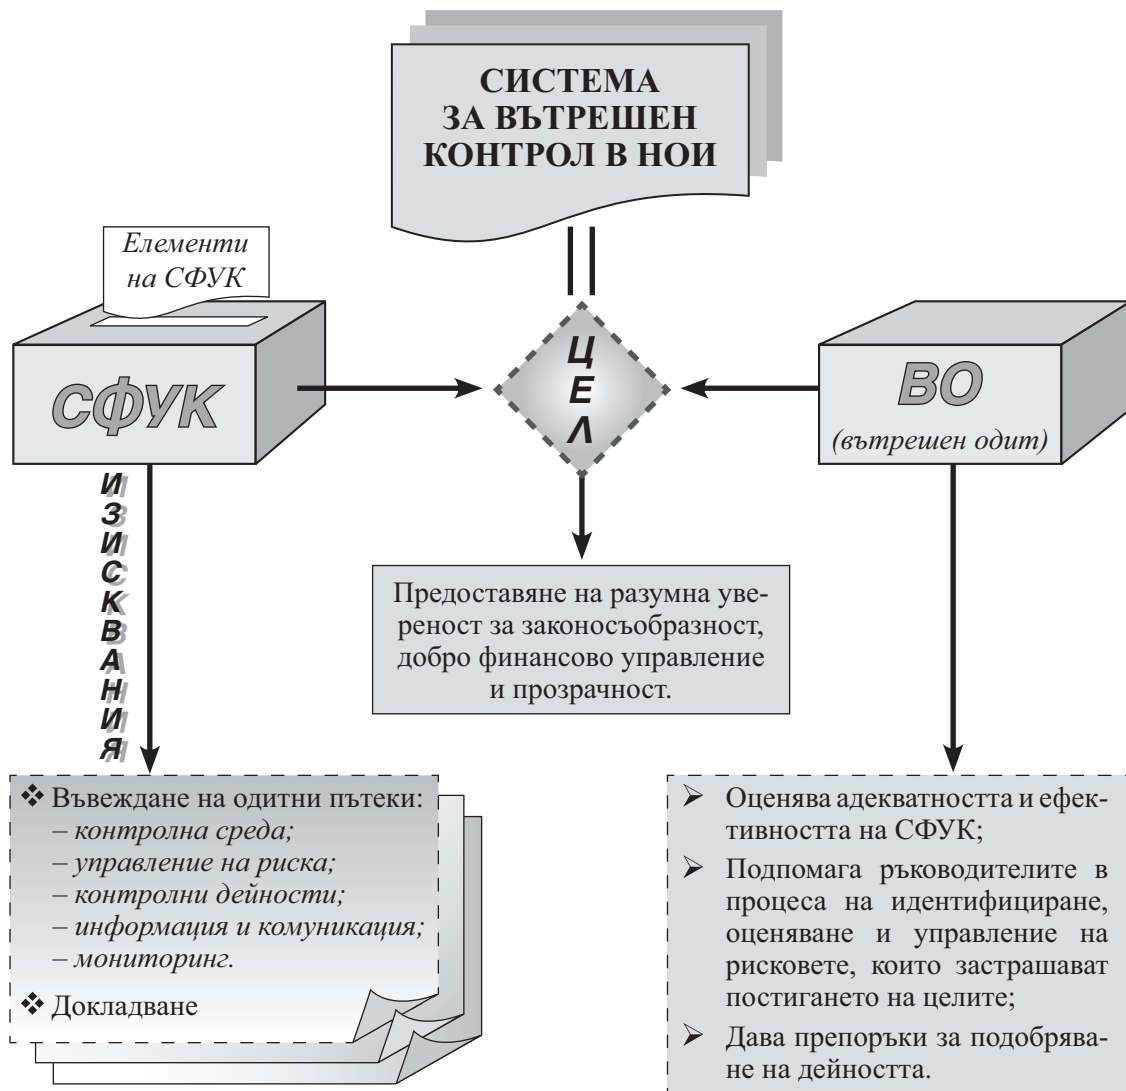 СИСТЕМА
ЗА ВЪТРЕШЕН
КОНТРОЛ В НОИ
Елементи
на СФУК
СФУК
ЦЕЛ
ВО
(вътрешен одит)
ИЗИСКВАНИЯ
Предоставяне на разумна уве-
реност за законосъобразност,
добро финансово управление
и прозрачност.
❖ Въвеждане на одитни пътеки:
– контролна среда;
– управление на риска;
– контролни дейности;
– информация и комуникация;
– мониторинг.
❖ Докладване
➢ Оценява адекватността и ефек-
тивността на СФУК;
➢ Подпомага ръководителите в
процеса на идентифициране,
оценяване и управление на
рисковете, които застрашават
постигането на целите;
➢ Дава препоръки за подобрява-
не на дейността.